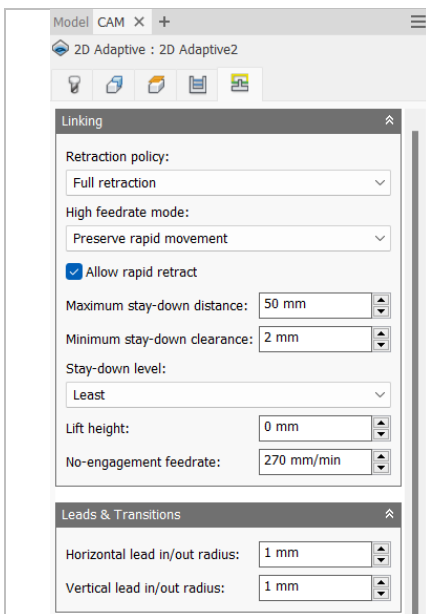 Model CAM
2D Adaptive : 2D Adaptive2
Linking
Retraction policy:
Full retraction
High feedrate mode:
Preserve rapid movement
Allow rapid retract
Maximum stay-down distance: 50 mm
Minimum stay-down clearance: 2 mm
Stay-down level:
Least
Lift height: 0 mm
No-engagement feedrate: 270 mm/min
Leads & Transitions
Horizontal lead in/out radius: 1 mm
Vertical lead in/out radius: 1 mm